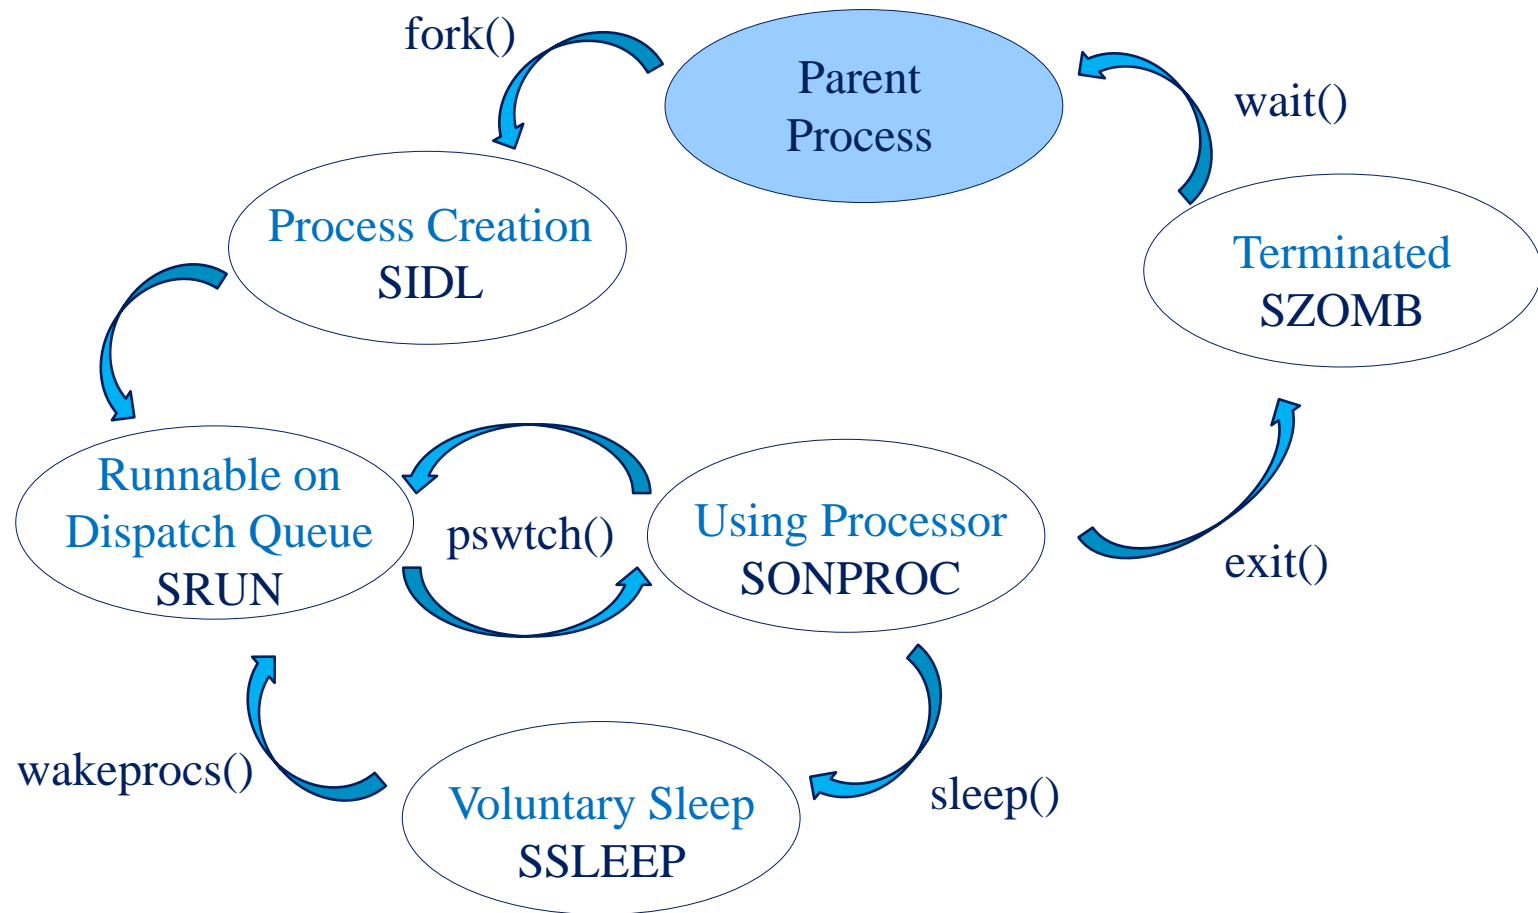 fork()
Parent
Process
wait()
Process Creation
SIDL
Terminated
SZOMB
Runnable on
Dispatch Queue
SRUN
pswtch()
Using Processor
SONPROC
exit()
wakeprocs()
Voluntary Sleep
SSLEEP
sleep()